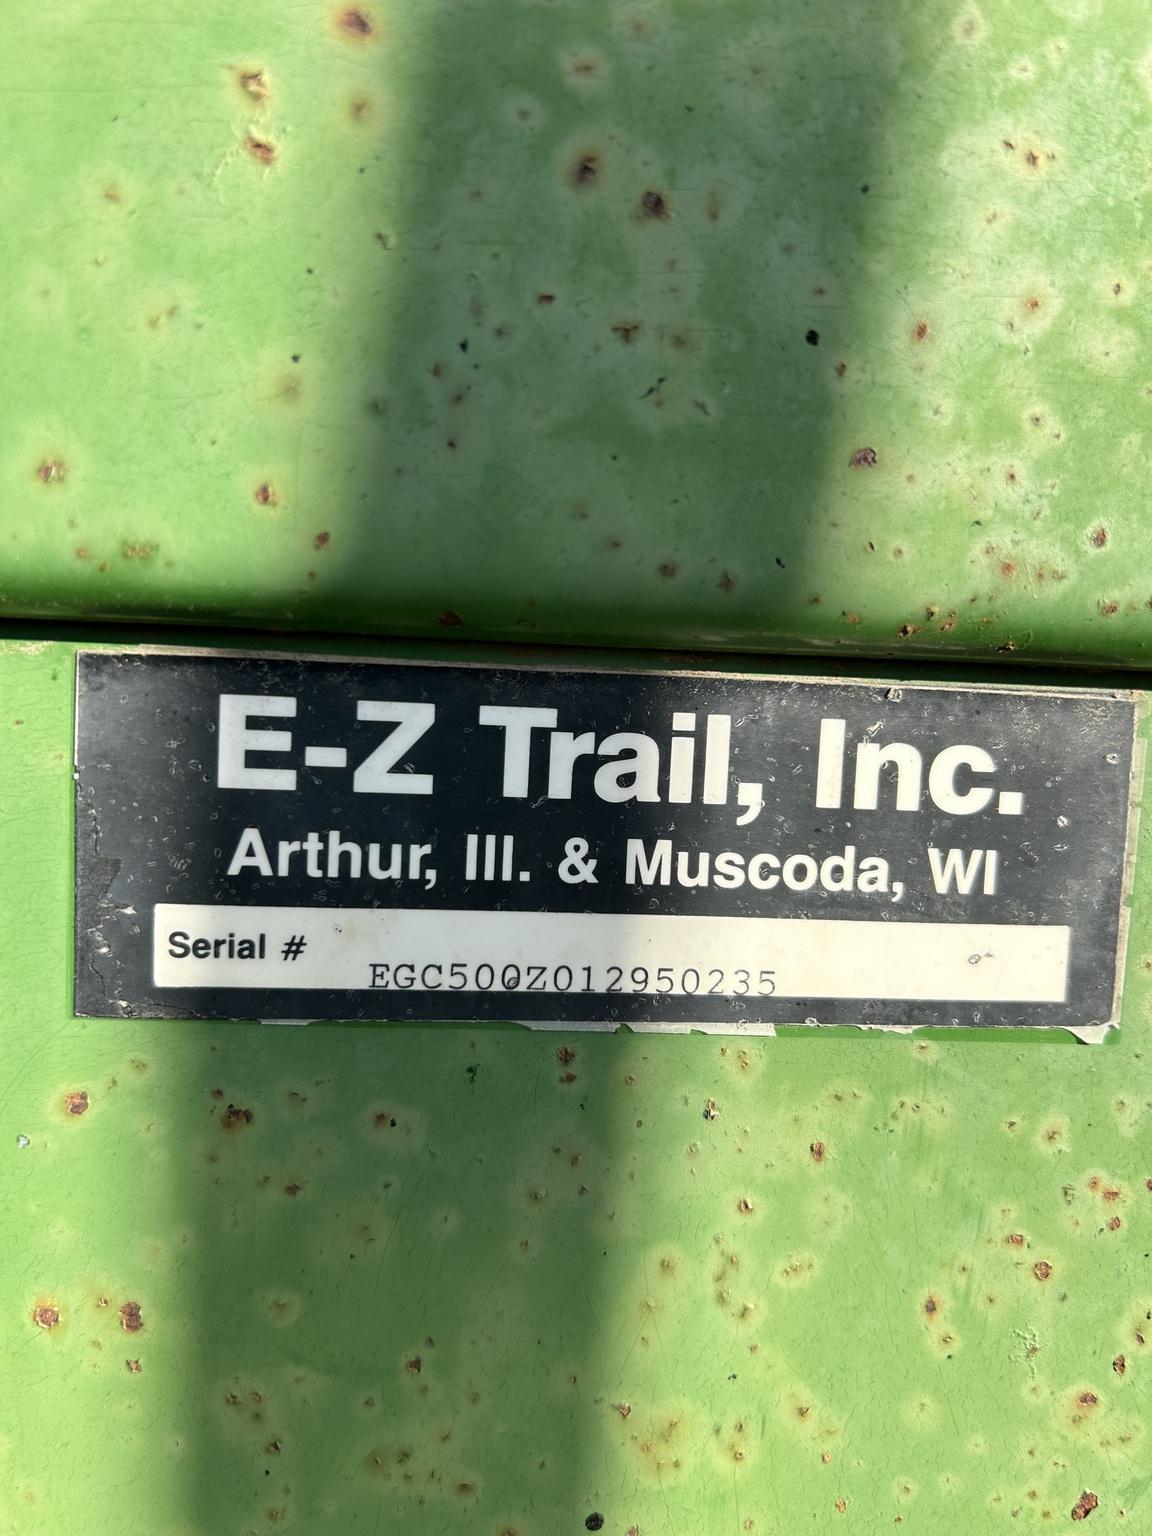 E-Z Trail, Inc.
Arthur, Ill. & Muscoda, WI
Serial #
EGC500Z012950235